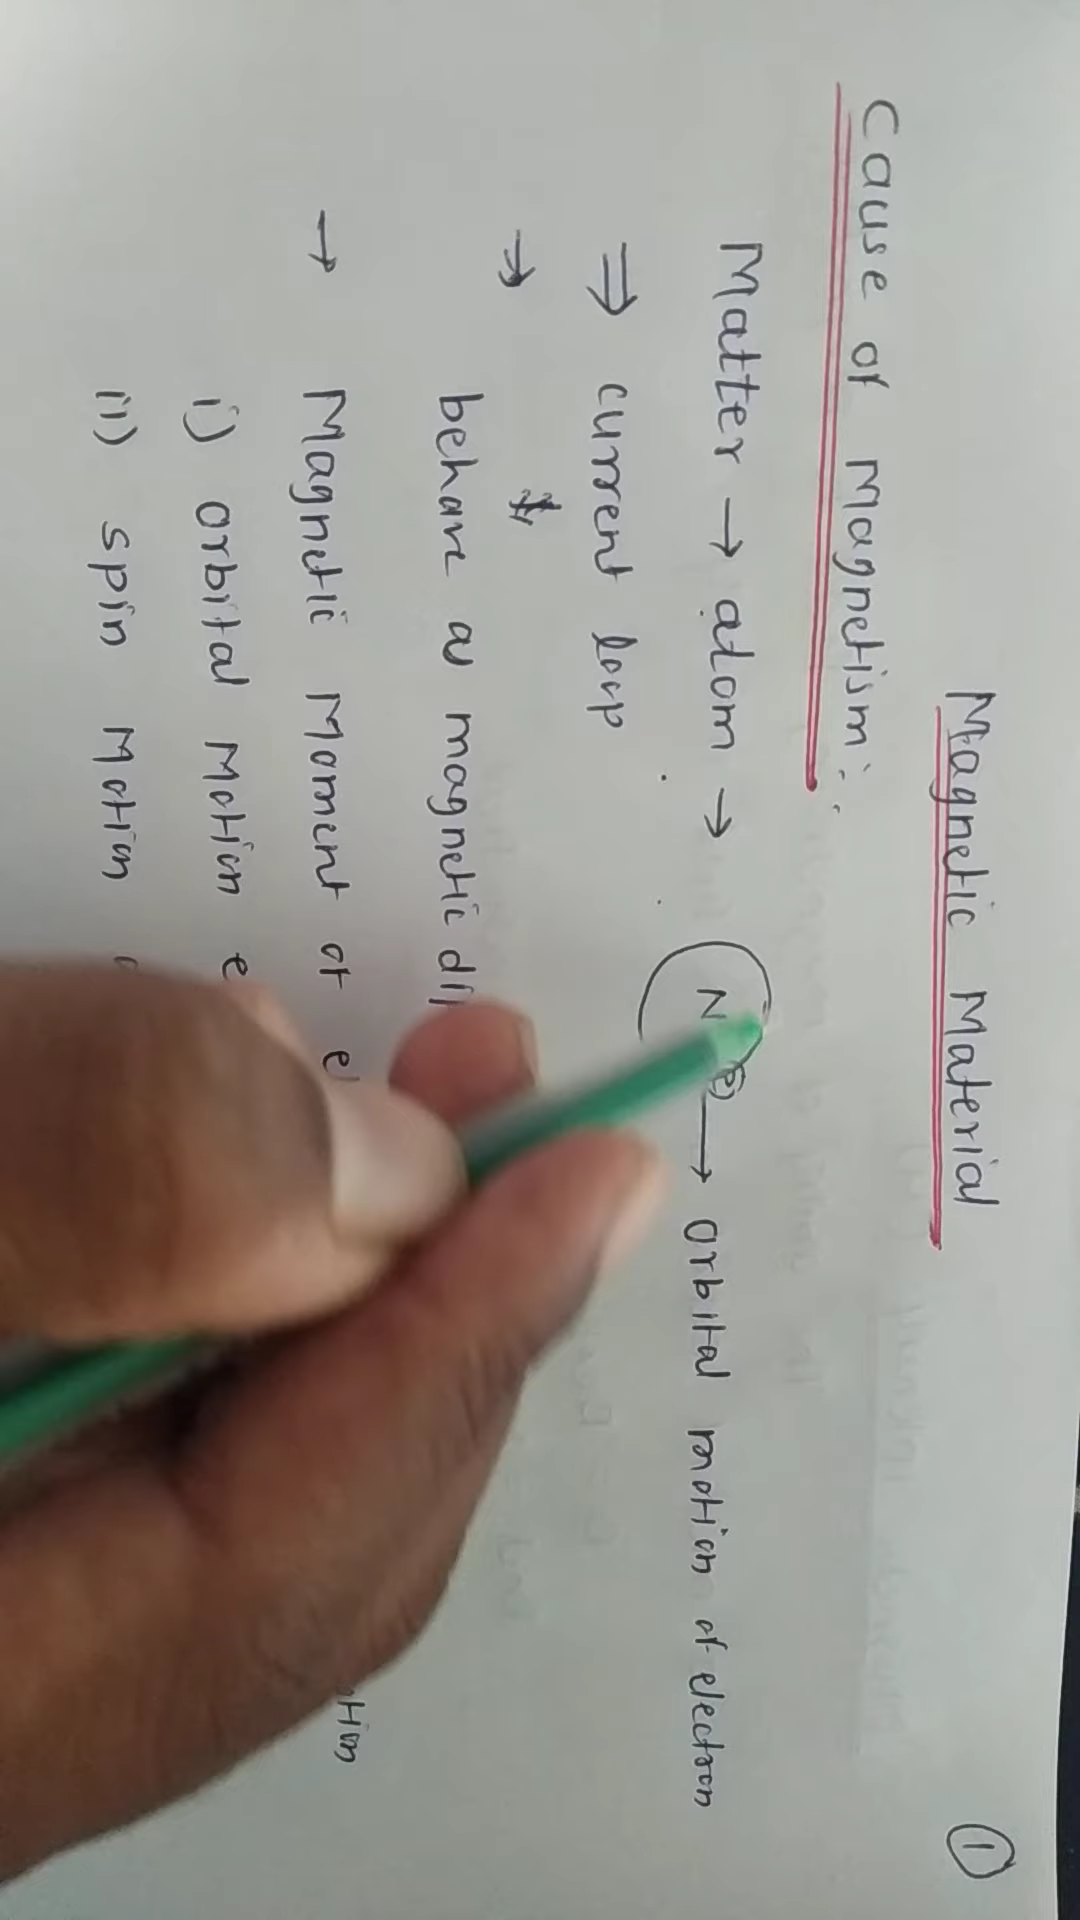 Magnetic Material
1
Cause of Magnetism:
Matter → atom → N e → orbital motion of electron
⇒ current loop
→
behave as magnetic
→ Magnetic Moment of
i) orbital Motion
ii) spin Motion